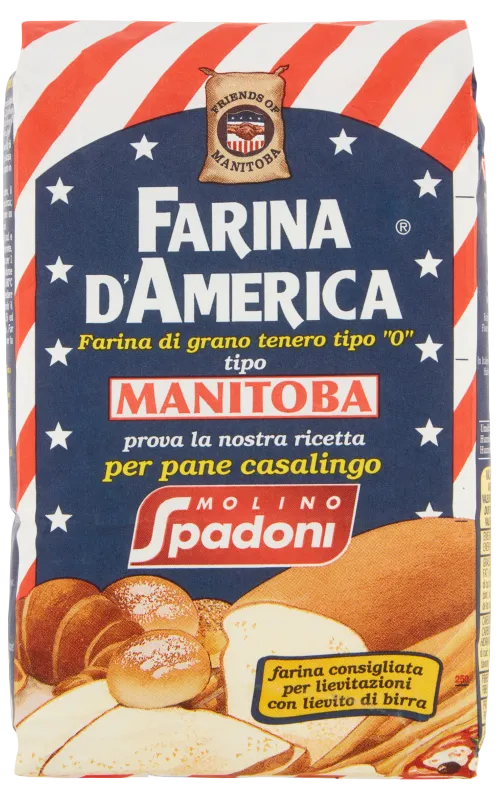 FRIENDS OF
MANITOBA
FARINA
D'AMERICA
®
Farina di grano tenero tipo "0"
tipo
MANITOBA
prova la nostra ricetta
per pane casalingo
MOLINO
Spadoni
farina consigliata
per lievitazioni
con lievito di birra
250